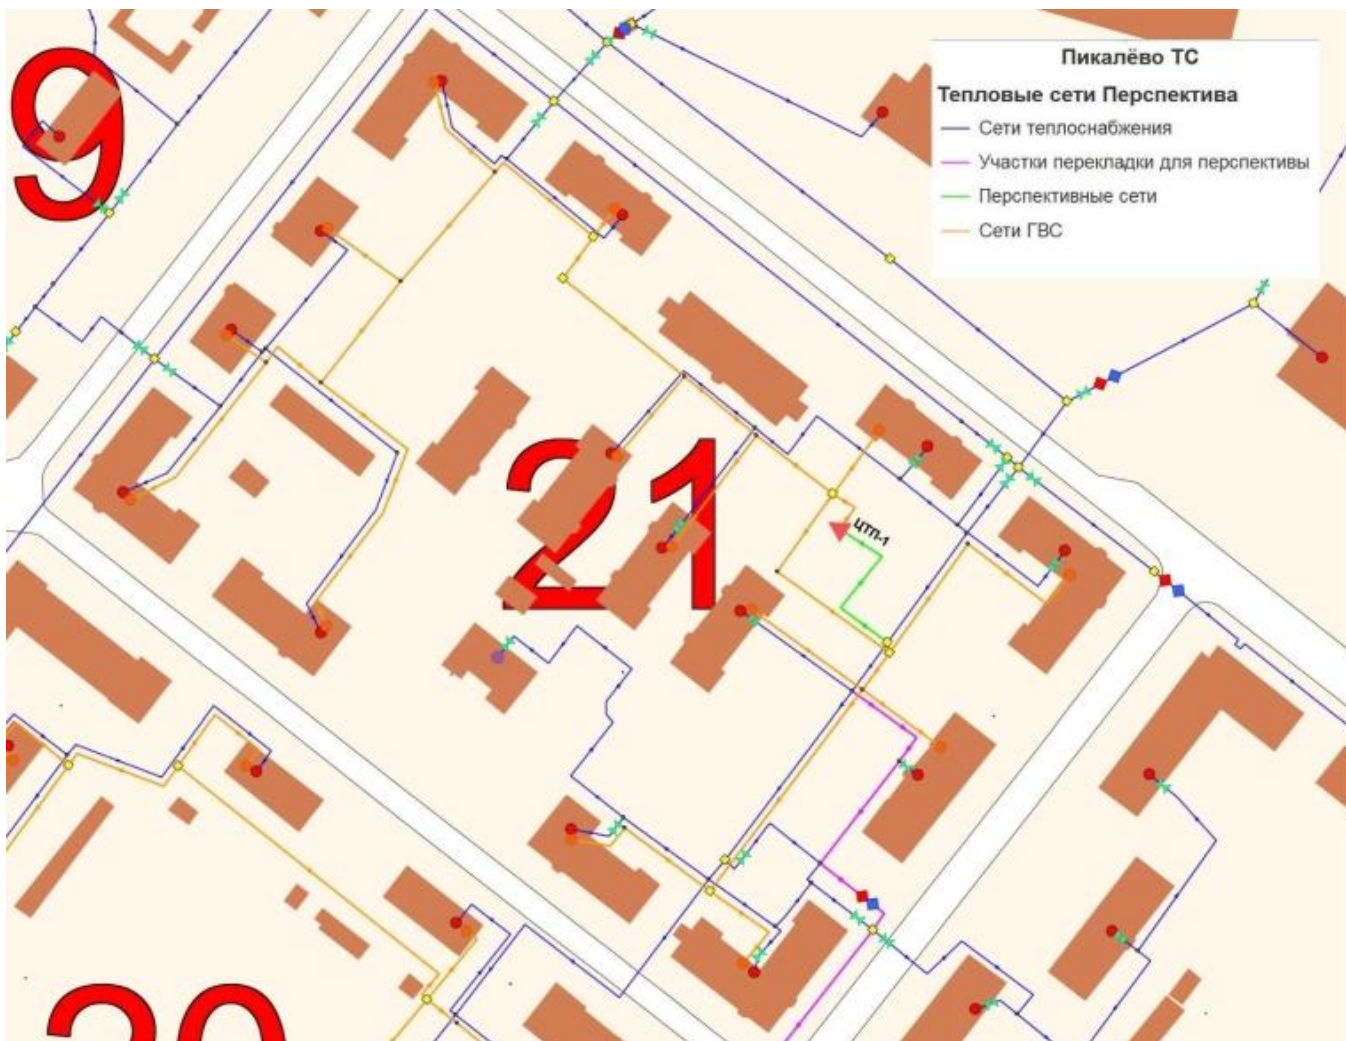 9
Пикалёво ТС
Тепловые сети Перспектива
Сети теплоснабжения
Участки перекладки для перспективы
Перспективные сети
Сети ГВС
21
ЦТП-1
20